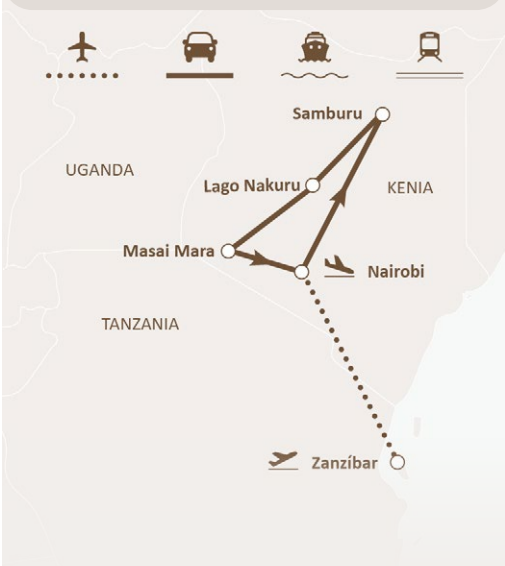 Samburu
UGANDA
Lago Nakuru
KENIA
Masai Mara
Nairobi
TANZANIA
Zanzíbar